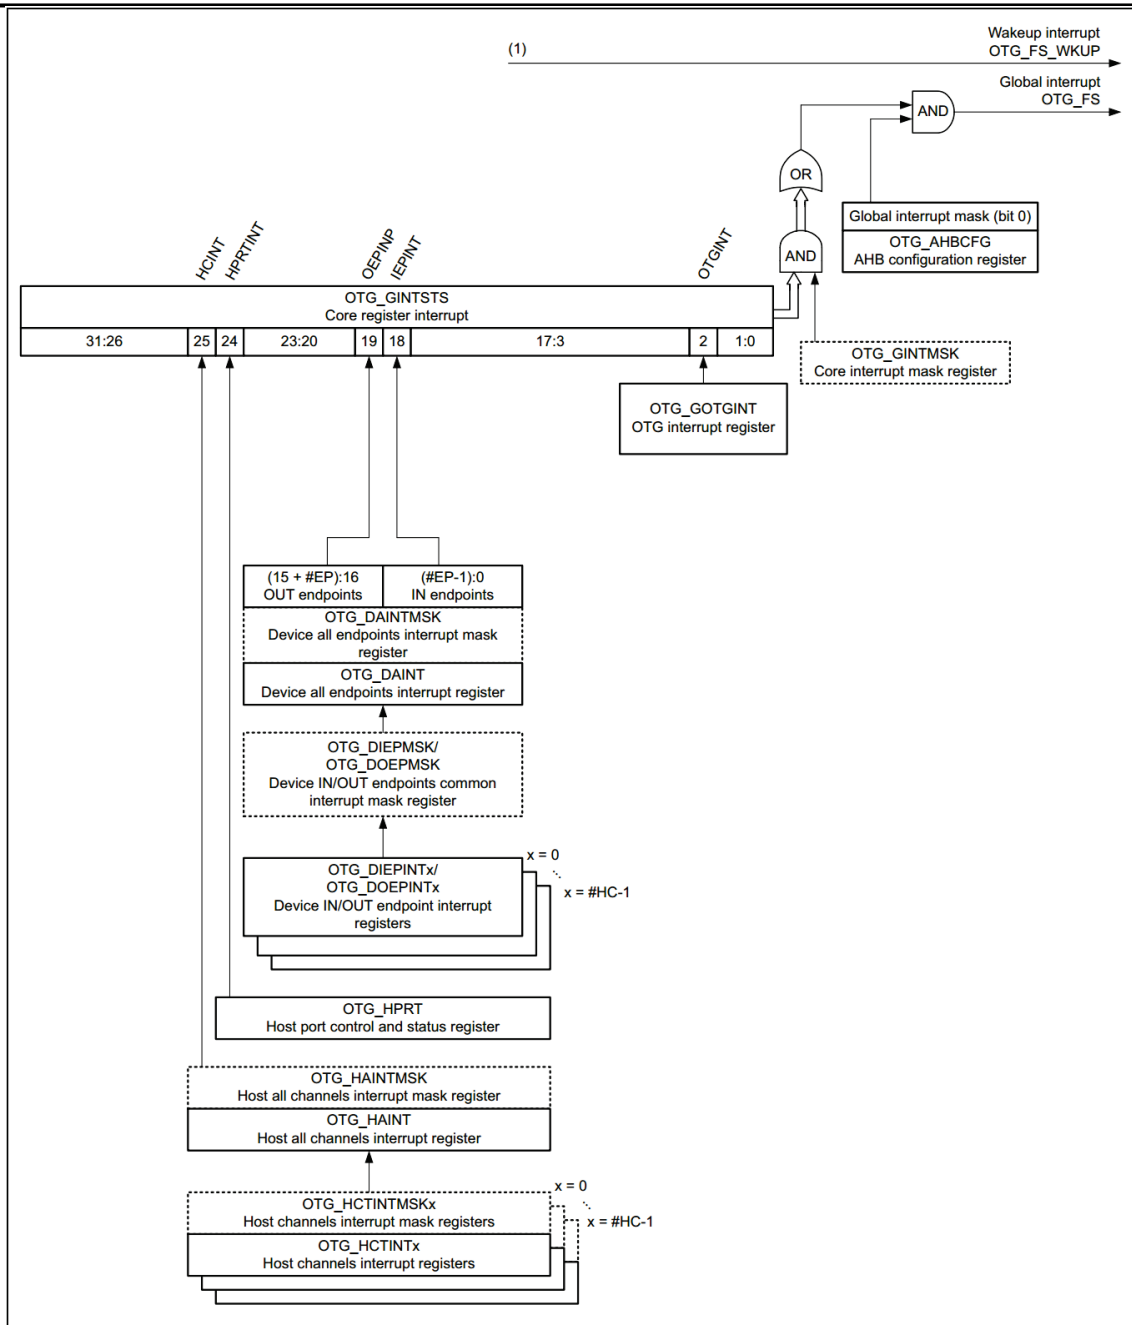 Wakeup interrupt
(1)
OTG_FS_WKUP
Global interrupt
OTG_FS
AND
OR
Global interrupt mask (bit 0)
OTG_AHBCFG
AHB configuration register
AND
HCINT
HPRTINT
OEPINP
IEPINT
OTGINT
OTG_GINTSTS
Core register interrupt
31:26
25
24
23:20
19
18
17:3
2
1:0
OTG_GINTMSK
Core interrupt mask register
OTG_GOTGINT
OTG interrupt register
(15 + #EP):16
OUT endpoints
(#EP-1):0
IN endpoints
OTG_DAINTMSK
Device all endpoints interrupt mask
register
OTG_DAINT
Device all endpoints interrupt register
OTG_DIEPMSK/
OTG_DOEPMSK
Device IN/OUT endpoints common
interrupt mask register
x = 0
OTG_DIEPINTx/
OTG_DOEPINTx
Device IN/OUT endpoint interrupt
registers
x = #HC-1
OTG_HPRT
Host port control and status register
OTG_HAINTMSK
Host all channels interrupt mask register
OTG_HAINT
Host all channels interrupt register
x = 0
OTG_HCTINTMSKx
Host channels interrupt mask registers
x = #HC-1
OTG_HCTINTx
Host channels interrupt registers